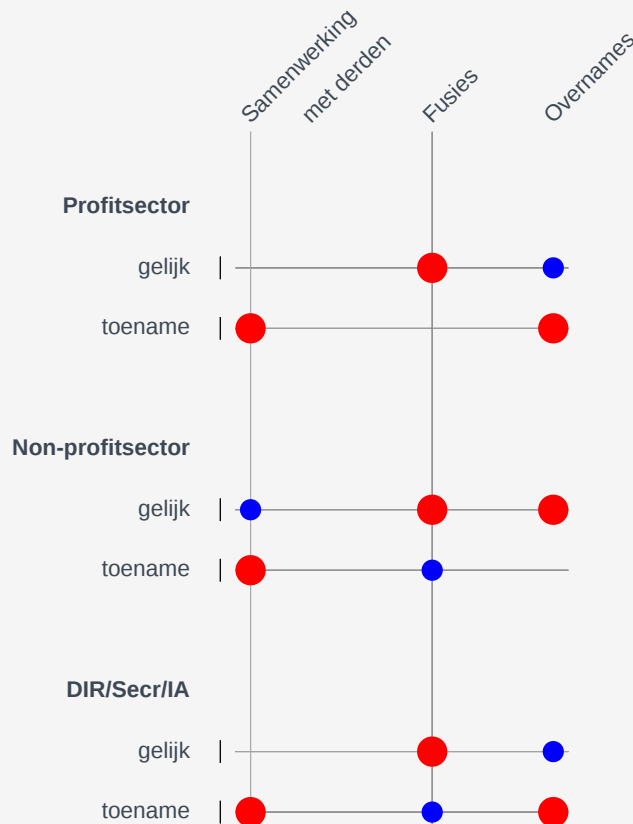 Samenwerking
met derden
Fusies
Overnames
Profitsector
gelijk
toename
Non-profitsector
gelijk
toename
DIR/Secr/IA
gelijk
toename